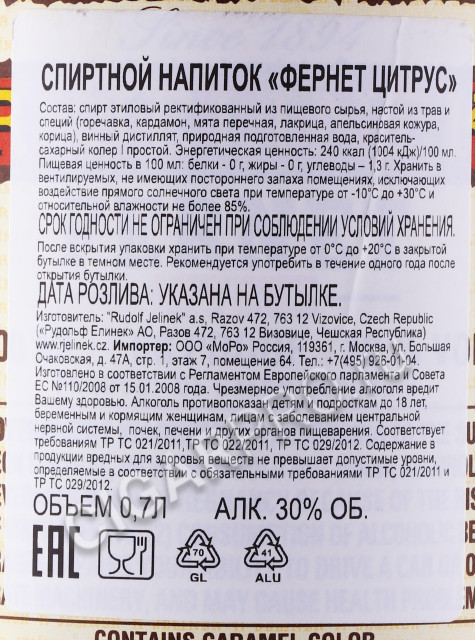 СПИРТНОЙ НАПИТОК «ФЕРНЕТ ЦИТРУС»
Состав: спирт этиловый ректификованный из пищевого сырья, настой из трав и
специй (горечавка, кардамон, мята перечная, лакрица, апельсиновая кожура,
корица), винный дистиллят, природная подготовленная вода, краситель-
сахарный колер I простой. Энергетическая ценность: 240 ккал (1004 кДж)/100 мл.
Пищевая ценность в 100 мл: белки - 0 г, жиры - 0 г, углеводы – 1,3 г. Хранить в
вентилируемых, не имеющих постороннего запаха помещениях, исключающих
воздействие прямого солнечного света при температуре от -10°С до +30°С и
относительной влажности не более 85%.
СРОК ГОДНОСТИ НЕ ОГРАНИЧЕН ПРИ СОБЛЮДЕНИИ УСЛОВИЙ ХРАНЕНИЯ.
После вскрытия упаковки хранить при температуре от 0°С до +20°С в закрытой
бутылке в темном месте. Рекомендуется употребить в течение одного года после
открытия бутылки.
ДАТА РОЗЛИВА: УКАЗАНА НА БУТЫЛКЕ.
Изготовитель: "Rudolf Jelinek" a.s, Razov 472, 763 12 Vizovice, Czech Republic
(«Рудольф Елинек» АО, Разов 472, 763 12 Визовице, Чешская Республика)
www.rjelinek.cz. Импортер: ООО «МоРо» Россия, 119361, г. Москва, ул. Большая
Очаковская, д. 47А, стр. 1, этаж 7, помещение 64. Тел.: +7(495)926-01-04.
Изготовлено в соответствии с Регламентом Европейского парламента и Совета
ЕС №110/2008 от 15.01.2008 года. Чрезмерное употребление алкоголя вредит
Вашему здоровью. Алкоголь противопоказан детям и подросткам до 18 лет,
беременным и кормящим женщинам, лицам с заболеванием центральной
нервной системы, почек, печени и других органов пищеварения. Соответствует
требованиям ТР ТС 021/2011, ТР ТС 022/2011, ТР ТС 029/2012. Содержание в
продукции вредных для здоровья веществ не превышает допустимые уровни,
определяемые в соответствии с обязательными требованиями ТР ТС 021/2011 и
ТР ТС 029/2012.
ОБЪЕМ 0,7Л АЛК. 30% ОБ.
EAC 70 41
GL ALU
CONTAINS CARAMEL COLOR